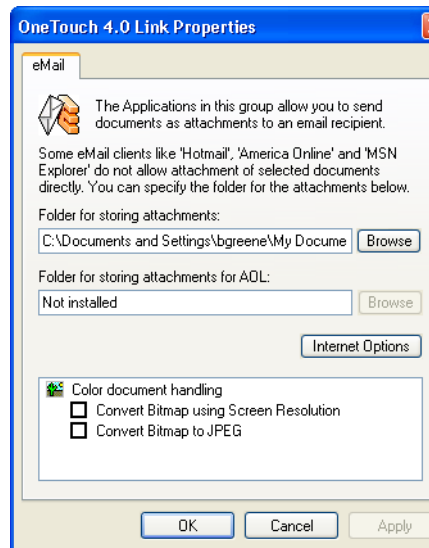 OneTouch 4.0 Link Properties
eMail
The Applications in this group allow you to send
documents as attachments to an email recipient.
Some eMail clients like 'Hotmail', 'America Online' and 'MSN
Explorer' do not allow attachment of selected documents
directly. You can specify the folder for the attachments below.
Folder for storing attachments:
C:\Documents and Settings\bgreene\My Docume Browse
Folder for storing attachments for AOL:
Not installed Browse
Internet Options
Color document handling
Convert Bitmap using Screen Resolution
Convert Bitmap to JPEG
OK Cancel Apply